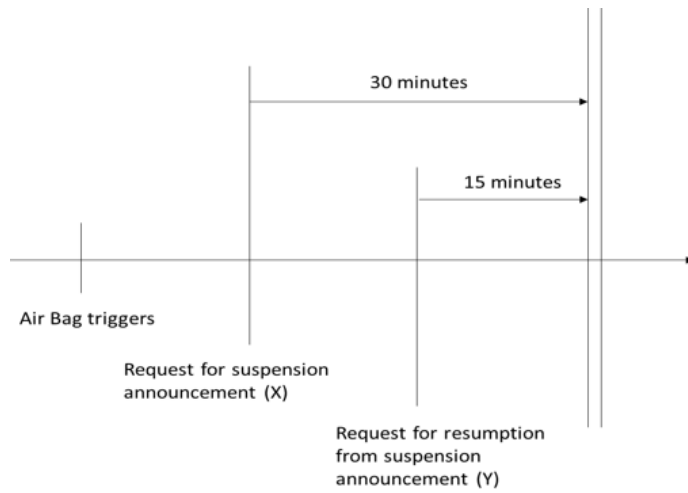 30 minutes
15 minutes
Air Bag triggers
Request for suspension
announcement (X)
Request for resumption
from suspension
announcement (Y)